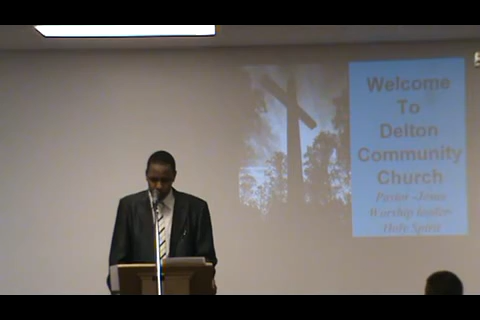 Welcome
To
Delton
Community
Church
Pastor-Jesus
Worship leader-
Holy Spirit